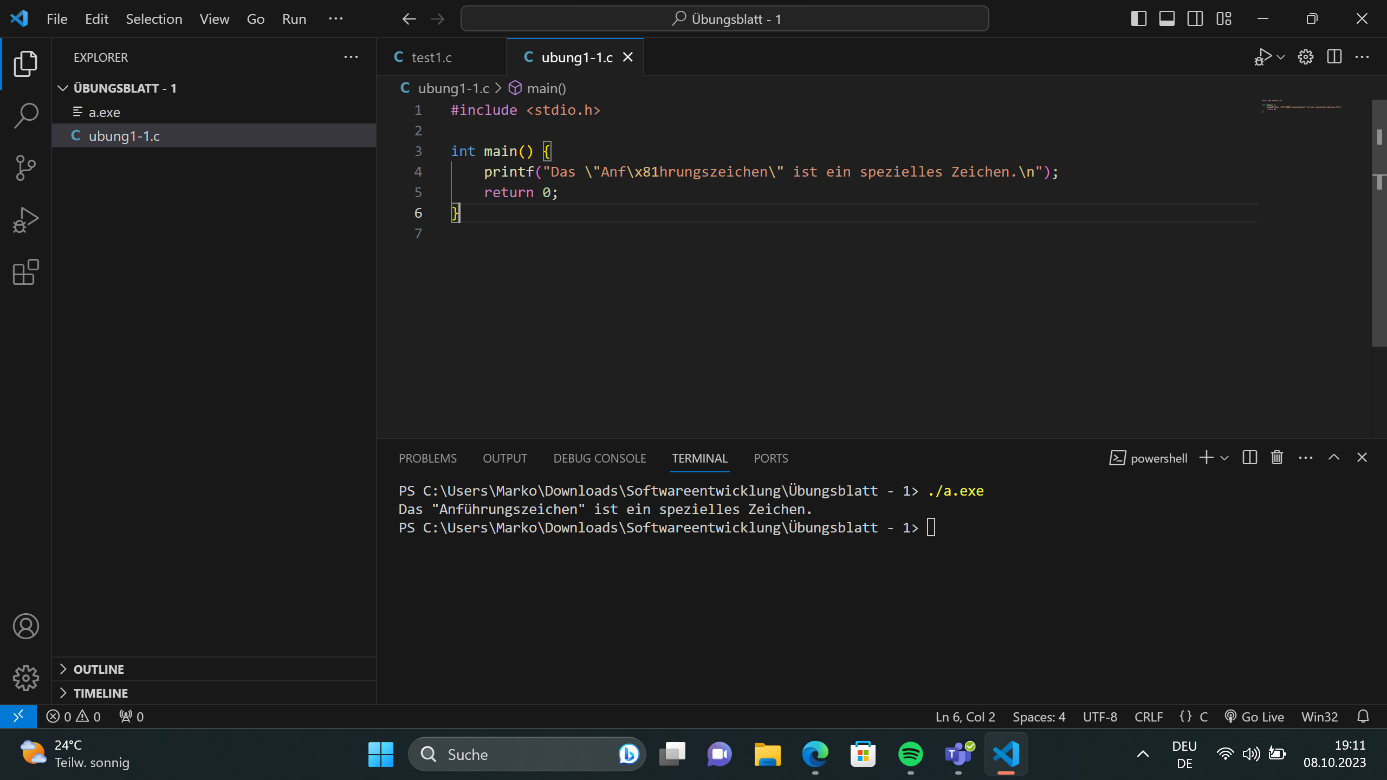 File Edit Selection View Go Run ···
Übungsblatt - 1
EXPLORER
ÜBUNGSBLATT - 1
a.exe
C ubung1-1.c
OUTLINE
TIMELINE
C test1.c
C ubung1-1.c
C ubung1-1.c > main()
1 #include <stdio.h>
2
3 int main() {
4 printf("Das \"Anf\x81hrungszeichen\" ist ein spezielles Zeichen.\n");
5 return 0;
6 }
7
PROBLEMS OUTPUT DEBUG CONSOLE TERMINAL PORTS
powershell
PS C:\Users\Marko\Downloads\Softwareentwicklung\Übungsblatt - 1> ./a.exe
Das "Anführungszeichen" ist ein spezielles Zeichen.
PS C:\Users\Marko\Downloads\Softwareentwicklung\Übungsblatt - 1>
0 0 0 Ln 6, Col 2 Spaces: 4 UTF-8 CRLF {} C Go Live Win32
24°C
Teilw. sonnig
Suche
DEU
DE
19:11
08.10.2023